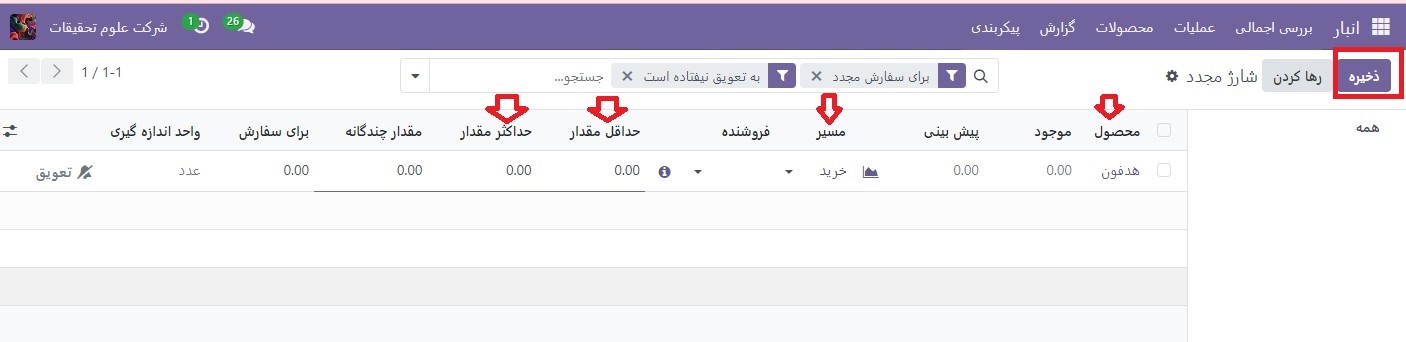 انبار بررسی اجمالی عملیات محصولات گزارش پیکربندی 26 1 شرکت علوم تحقیقات
ذخیره رها کردن شارژ مجدد برای سفارش مجدد به تعویق نیفتاده است جستجو... 1-1 / 1
همه
محصول موجود پیش بینی مسیر فروشنده حداقل مقدار حداکثر مقدار مقدار چندگانه برای سفارش واحد اندازه گیری
هدفون 0.00 0.00 خرید 0.00 0.00 0.00 0.00 عدد تعویق